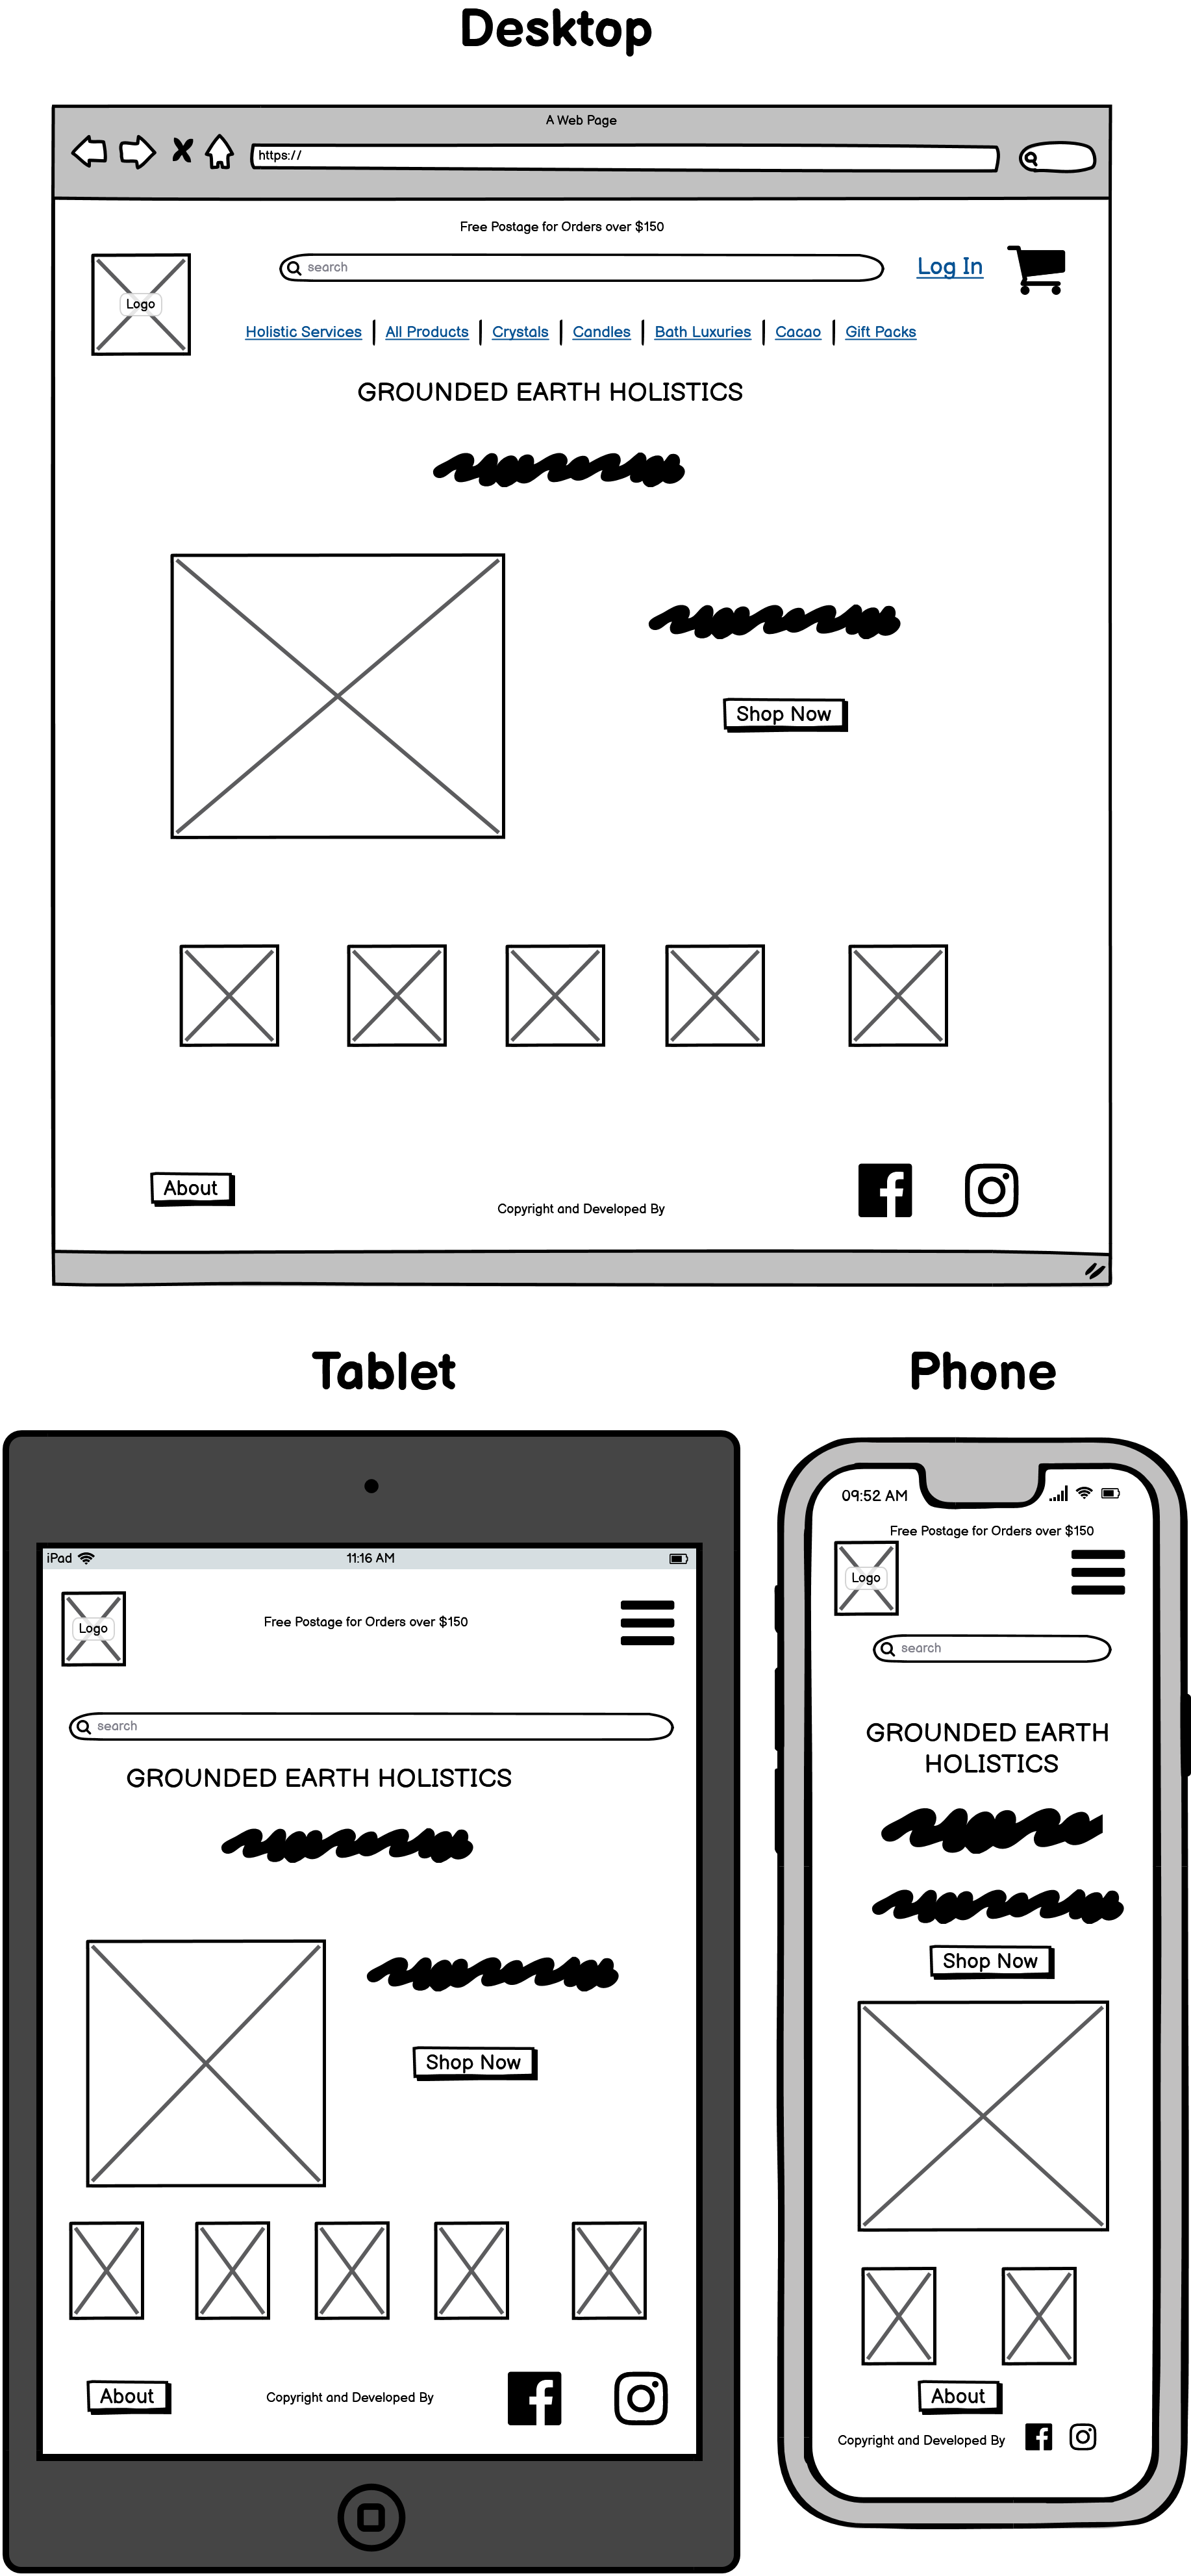 Desktop
A Web Page
https://
Free Postage for Orders over $150
Logo
search
Log In
Holistic Services All Products Crystals Candles Bath Luxuries Cacao Gift Packs
GROUNDED EARTH HOLISTICS
Shop Now
About
Copyright and Developed By
Tablet
iPad 11:16 AM
Logo
Free Postage for Orders over $150
search
GROUNDED EARTH HOLISTICS
Shop Now
About
Copyright and Developed By
Phone
09:52 AM
Free Postage for Orders over $150
Logo
search
GROUNDED EARTH
HOLISTICS
Shop Now
About
Copyright and Developed By